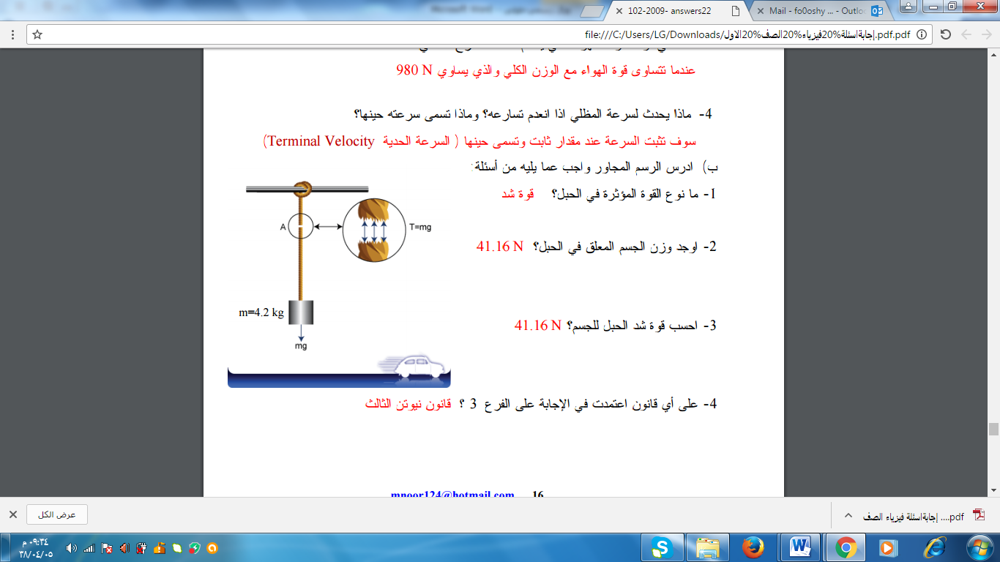 102-2009- answers22
Mail - fo0oshy ... - Outlo
file:///C:/Users/LG/Downloads/إجابةاسئلة%20فيزياء%20الصف%20الاول.pdf.pdf
عندما تتساوى قوة الهواء مع الوزن الكلي والذي يساوي 980 N
4- ماذا يحدث لسرعة المظلي اذا انعدم تسارعه؟ وماذا تسمى سرعته حينها؟
سوف تثبت السرعة عند مقدار ثابت وتسمى حينها ( السرعة الحدية Terminal Velocity)
ب) ادرس الرسم المجاور واجب عما يليه من أسئلة:
1- ما نوع القوة المؤثرة في الحبل؟ قوة شد
A
T=mg
2- اوجد وزن الجسم المعلق في الحبل؟ 41.16 N
m=4.2 kg
3- احسب قوة شد الحبل للجسم؟ 41.16 N
mg
4- على أي قانون اعتمدت في الإجابة على الفرع 3 ؟ قانون نيوتن الثالث
mnoor124@hotmail.com 16
عرض الكل
إجابةاسئلة فيزياء الصف ....pdf
٠٩:٣٤ م
٣٨/٠٤/٠٥